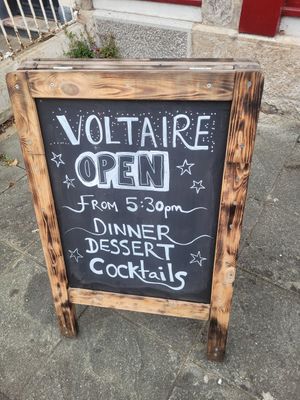 VOLTAIRE
OPEN
FROM 5:30pm
DINNER
DESSERT
Cocktails